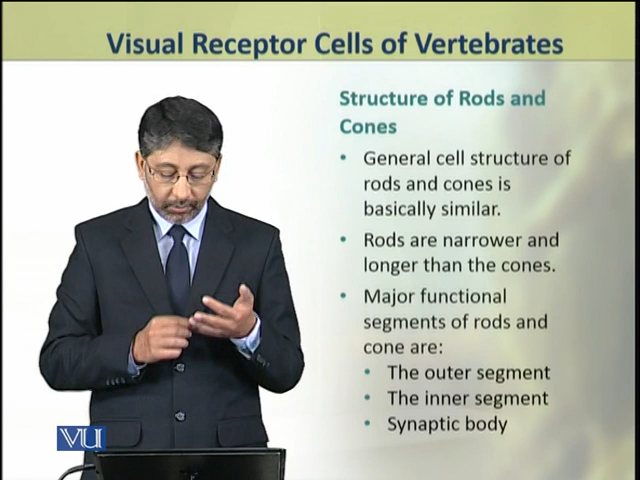 Visual Receptor Cells of Vertebrates
Structure of Rods and
Cones
• General cell structure of
rods and cones is
basically similar.
• Rods are narrower and
longer than the cones.
• Major functional
segments of rods and
cone are:
• The outer segment
• The inner segment
• Synaptic body
VU